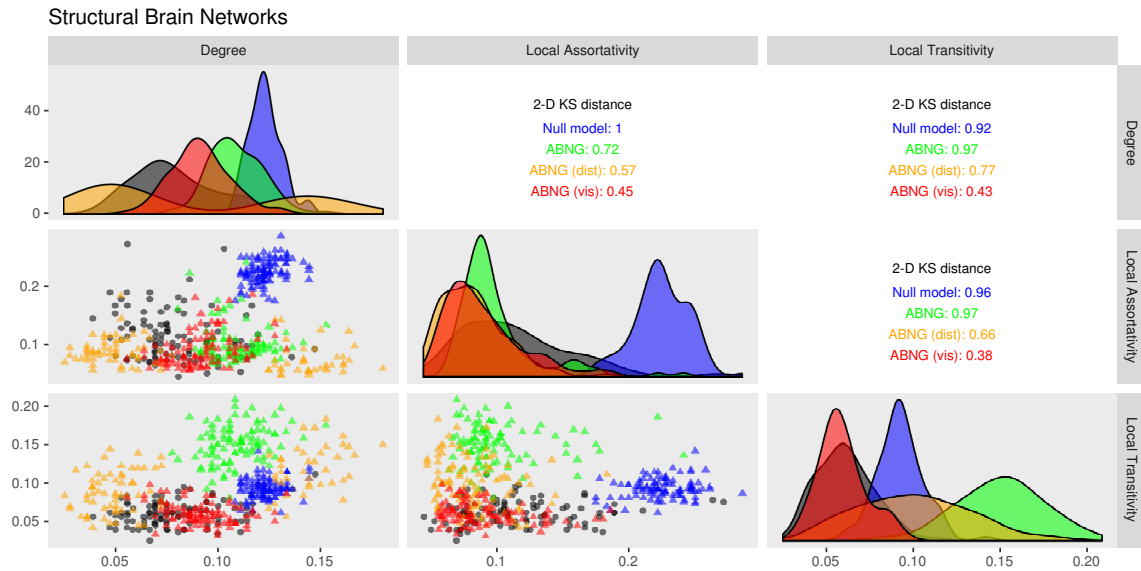 Structural Brain Networks
Degree
Local Assortativity
Local Transitivity
40
20
0
2-D KS distance
Null model: 1
ABNG: 0.72
ABNG (dist): 0.57
ABNG (vis): 0.45
2-D KS distance
Null model: 0.92
ABNG: 0.97
ABNG (dist): 0.77
ABNG (vis): 0.43
Degree
0.2
0.1
2-D KS distance
Null model: 0.96
ABNG: 0.97
ABNG (dist): 0.66
ABNG (vis): 0.38
Local Assortativity
0.20
0.15
0.10
0.05
Local Transitivity
0.05 0.10 0.15
0.1 0.2
0.05 0.10 0.15 0.20